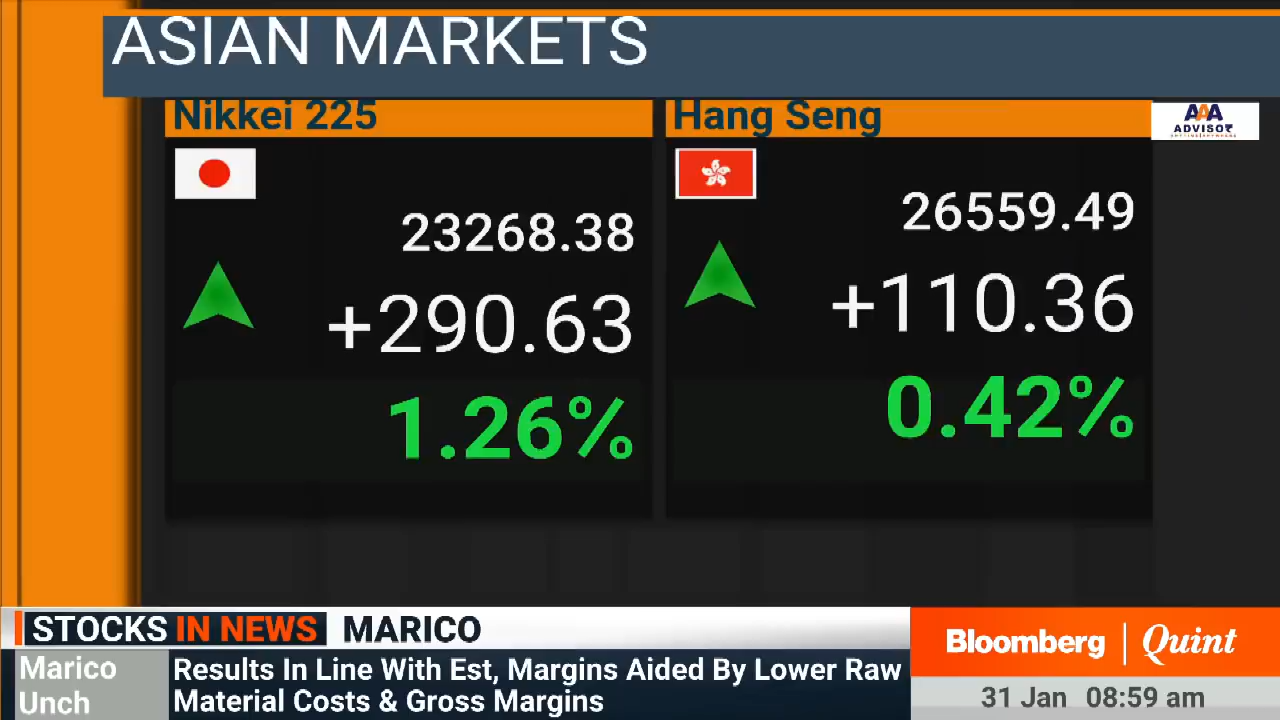 ASIAN MARKETS
Nikkei 225
23268.38
+290.63
1.26%
Hang Seng
26559.49
+110.36
0.42%
AAA
ADVISO₹
STOCKS IN NEWS MARICO
Marico
Unch
Results In Line With Est, Margins Aided By Lower Raw
Material Costs & Gross Margins
Bloomberg | Quint
31 Jan 08:59 am